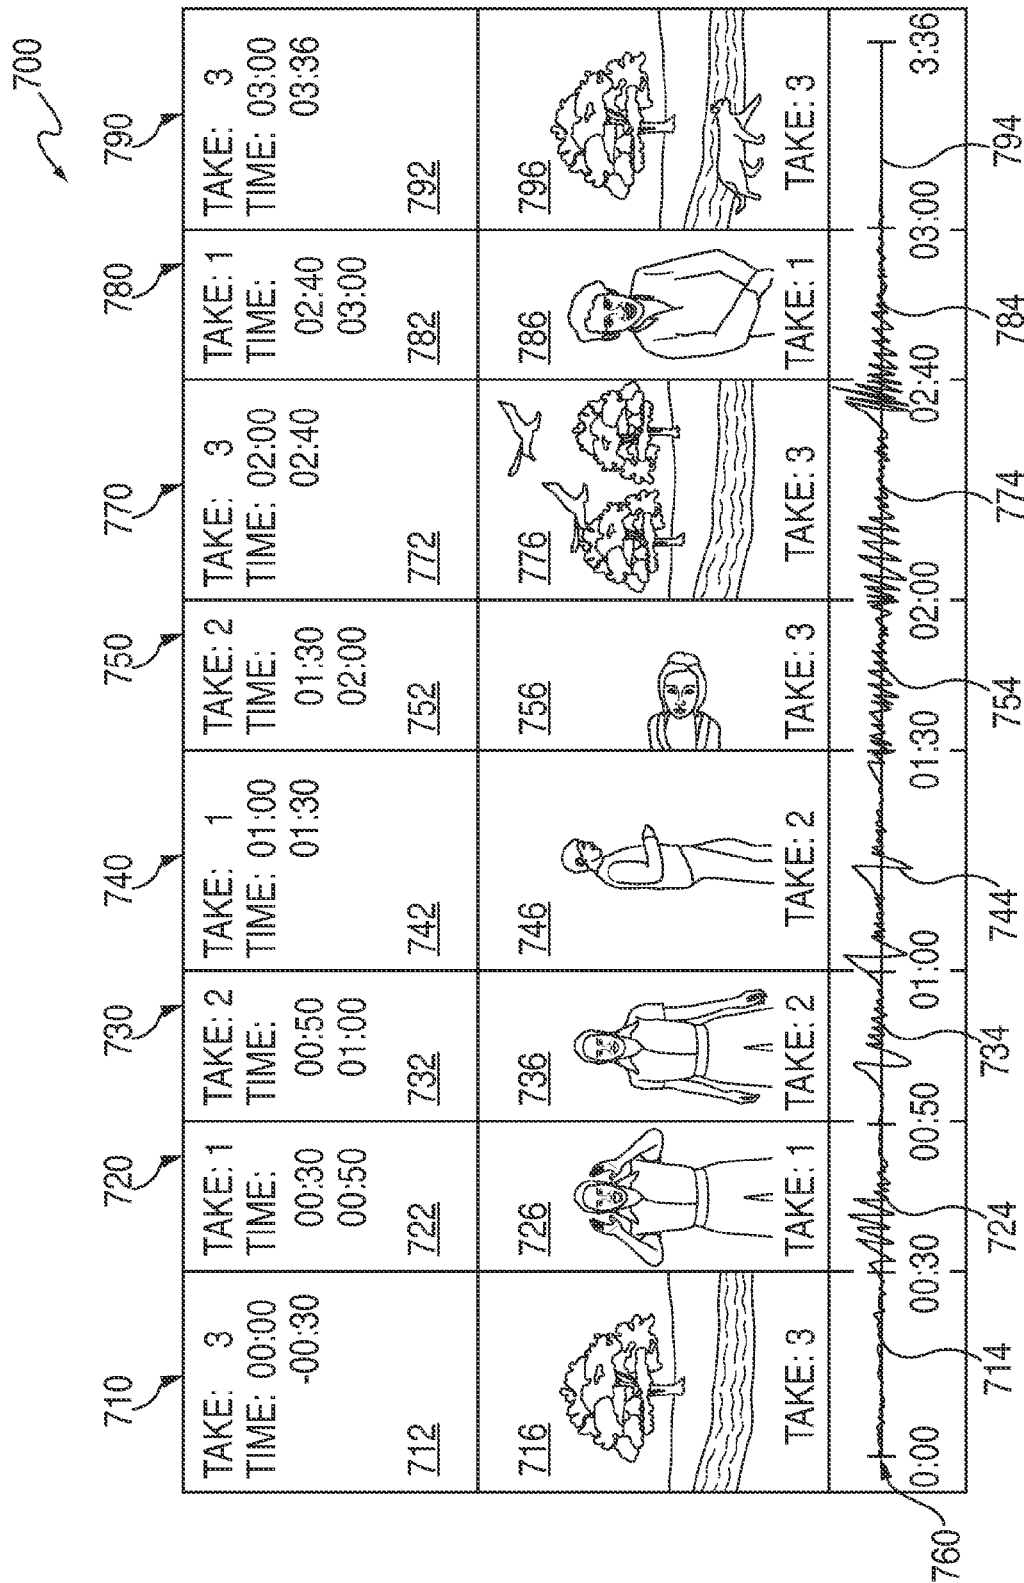 700
710
720
730
740
750
770
780
790
TAKE: 3
TIME: 00:00
-00:30
712
TAKE: 1
TIME:
00:30
00:50
722
TAKE: 2
TIME:
00:50
01:00
732
TAKE: 1
TIME: 01:00
01:30
742
TAKE: 2
TIME:
01:30
02:00
752
TAKE: 3
TIME: 02:00
02:40
772
TAKE: 1
TIME:
02:40
03:00
782
TAKE: 3
TIME: 03:00
03:36
792
716
TAKE: 3
726
TAKE: 1
736
TAKE: 2
746
TAKE: 2
756
TAKE: 3
776
TAKE: 3
786
TAKE: 1
796
TAKE: 3
0:00
00:30
00:50
01:00
01:30
02:00
02:40
03:00
3:36
760
714
724
734
744
754
774
784
794